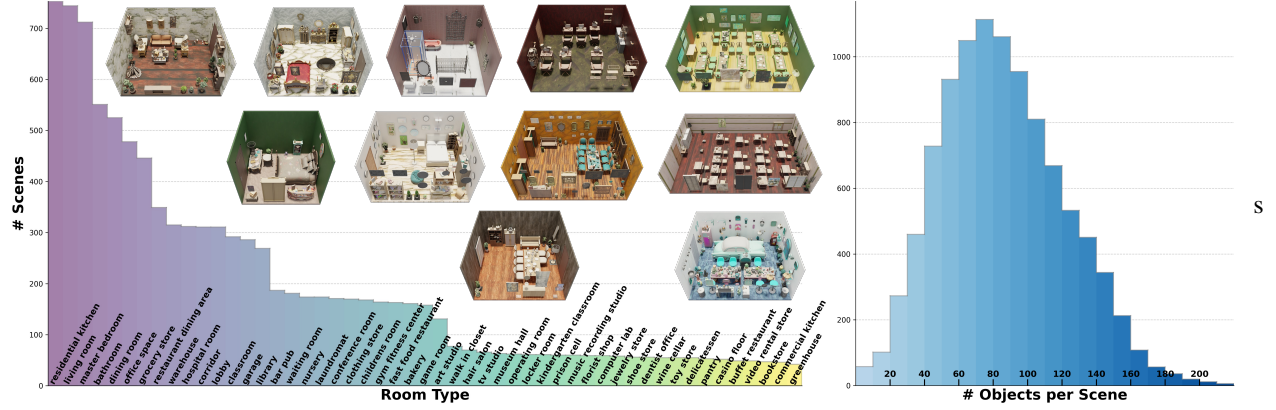 700
600
500
400
300
200
100
0
# Scenes
residential kitchen
living room
master bedroom
bathroom
dining room
office space
grocery store
restaurant dining area
warehouse
hospital room
corridor
lobby
classroom
garage
library
bar pub
waiting room
nursery
laundromat
conference room
clothing store
childrens room
gym fitness center
fast food restaurant
bakery
game room
art studio
walk in closet
hair salon
tv studio
museum hall
operating room
locker room
kindergarten classroom
prison cell
music recording studio
florist shop
computer lab
jewelry store
shoe store
dentist office
wine cellar
toy store
delicatessen
pantry
casino floor
buffet restaurant
video rental store
book store
commercial kitchen
greenhouse
Room Type
1000
800
600
400
200
0
20 40 60 80 100 120 140 160 180 200
# Objects per Scene
S